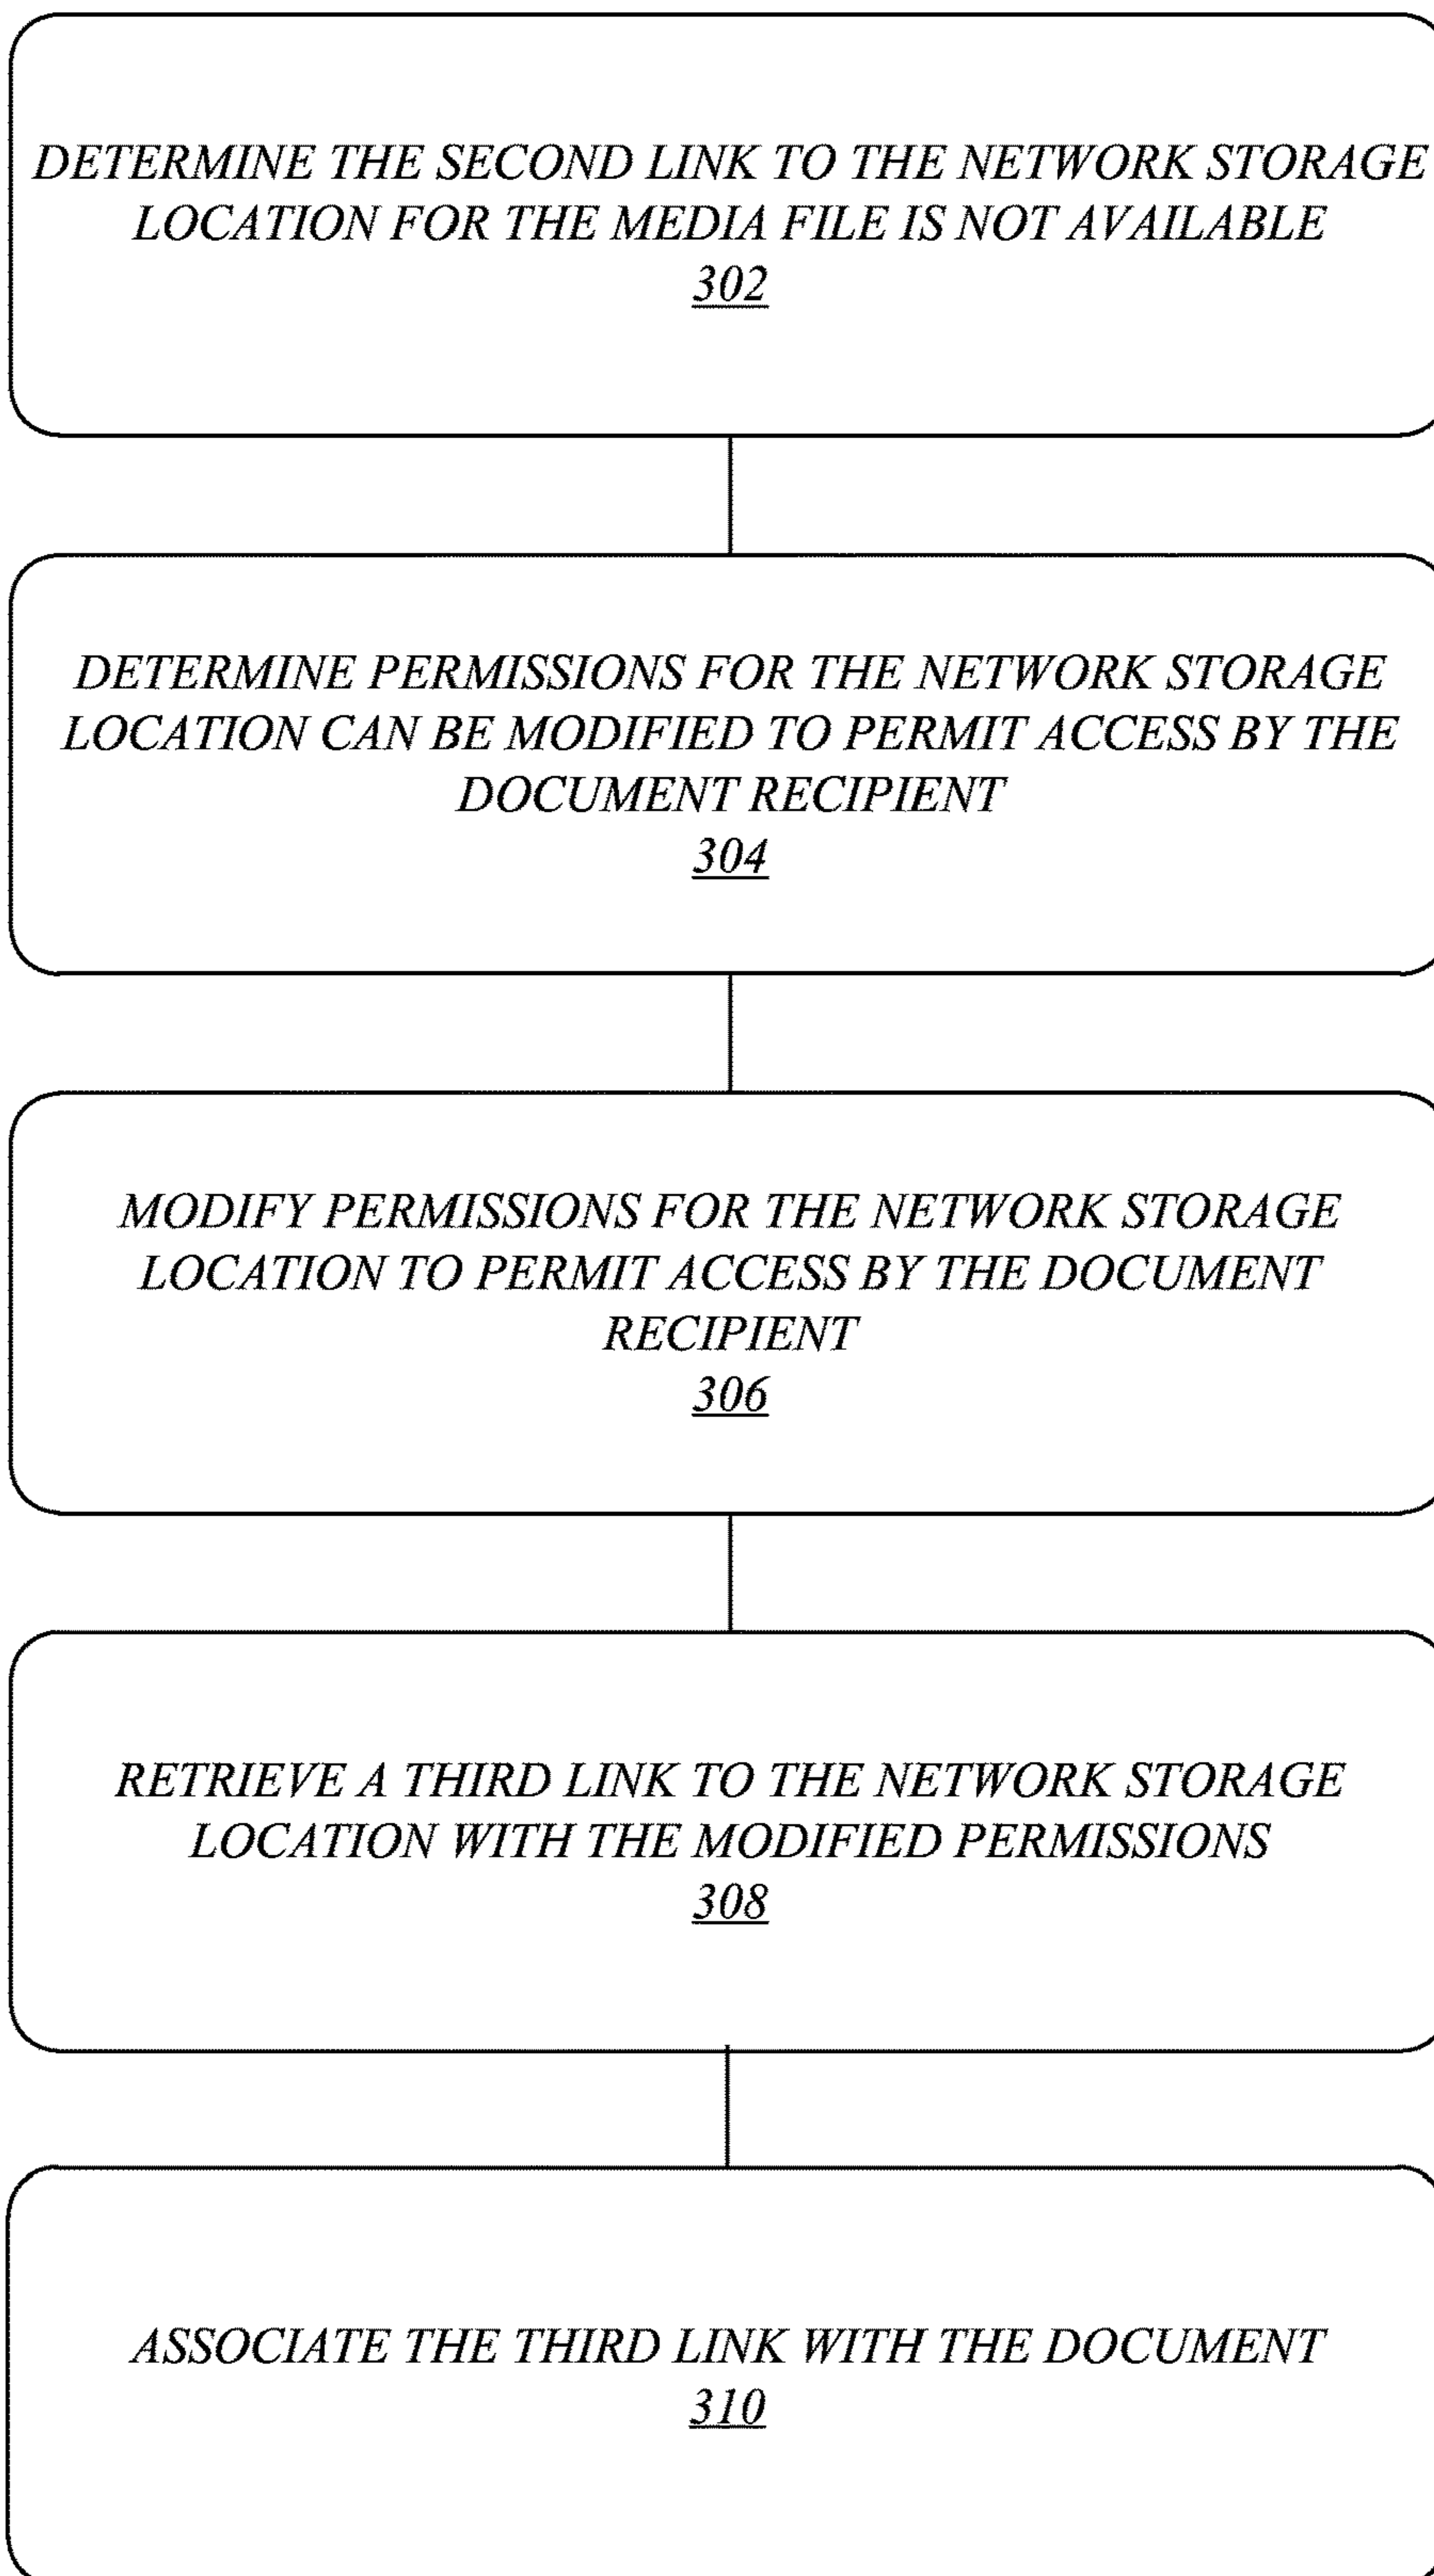 DETERMINE THE SECOND LINK TO THE NETWORK STORAGE
LOCATION FOR THE MEDIA FILE IS NOT AVAILABLE
302
DETERMINE PERMISSIONS FOR THE NETWORK STORAGE
LOCATION CAN BE MODIFIED TO PERMIT ACCESS BY THE
DOCUMENT RECIPIENT
304
MODIFY PERMISSIONS FOR THE NETWORK STORAGE
LOCATION TO PERMIT ACCESS BY THE DOCUMENT
RECIPIENT
306
RETRIEVE A THIRD LINK TO THE NETWORK STORAGE
LOCATION WITH THE MODIFIED PERMISSIONS
308
ASSOCIATE THE THIRD LINK WITH THE DOCUMENT
310